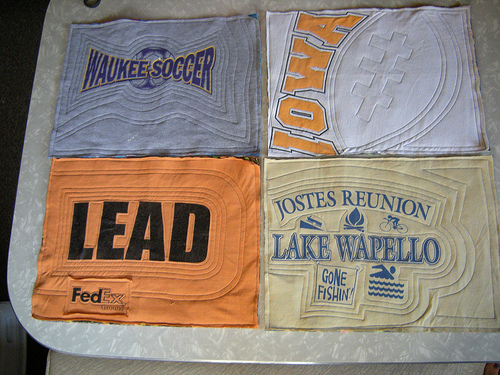 WAUKEE SOCCER
IOWA
LEAD
FedEx
JOSTES REUNION
LAKE WAPELLO
GONE
FISHIN'